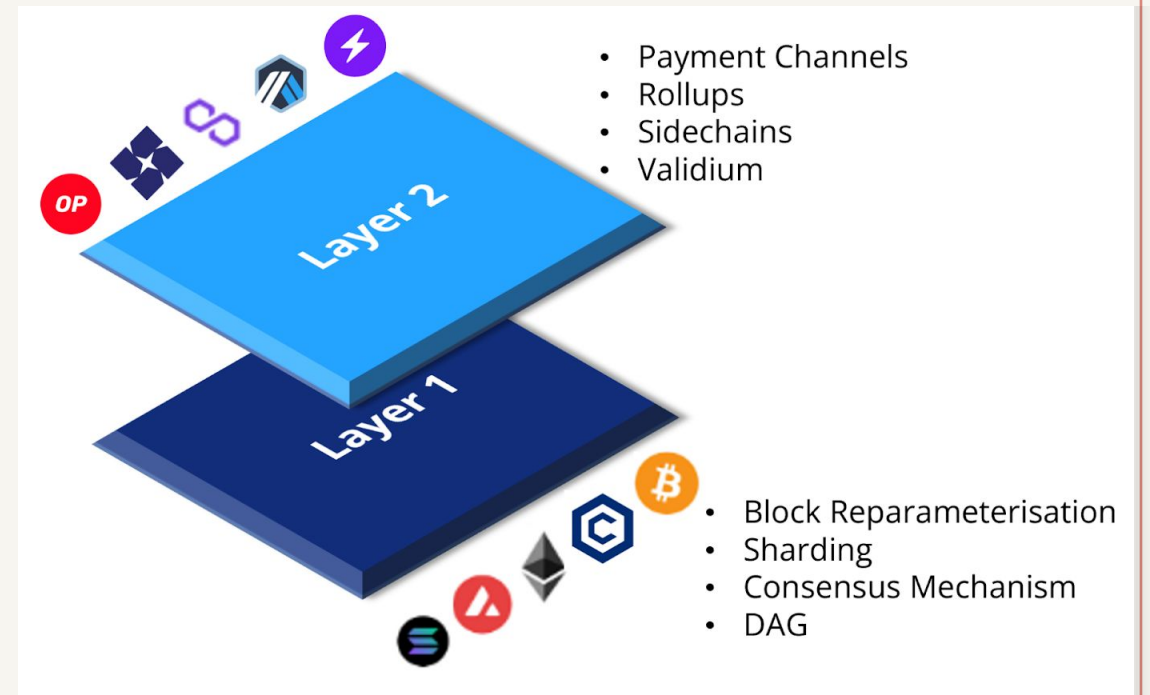 • Payment Channels
• Rollups
• Sidechains
• Validium
OP
Layer 2
Layer 1
• Block Reparameterisation
• Sharding
• Consensus Mechanism
• DAG